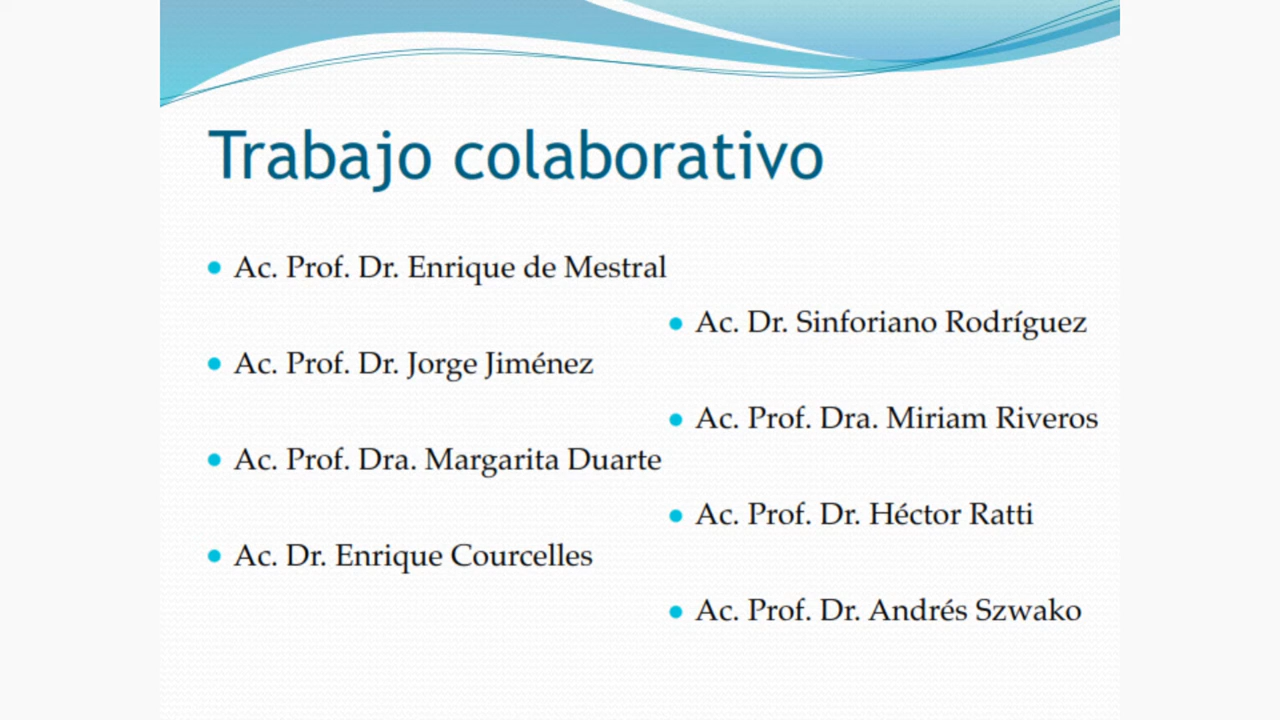 Trabajo colaborativo
Ac. Prof. Dr. Enrique de Mestral
Ac. Dr. Sinforiano Rodríguez
Ac. Prof. Dr. Jorge Jiménez
Ac. Prof. Dra. Miriam Riveros
Ac. Prof. Dra. Margarita Duarte
Ac. Prof. Dr. Héctor Ratti
Ac. Dr. Enrique Courcelles
Ac. Prof. Dr. Andrés Szwako